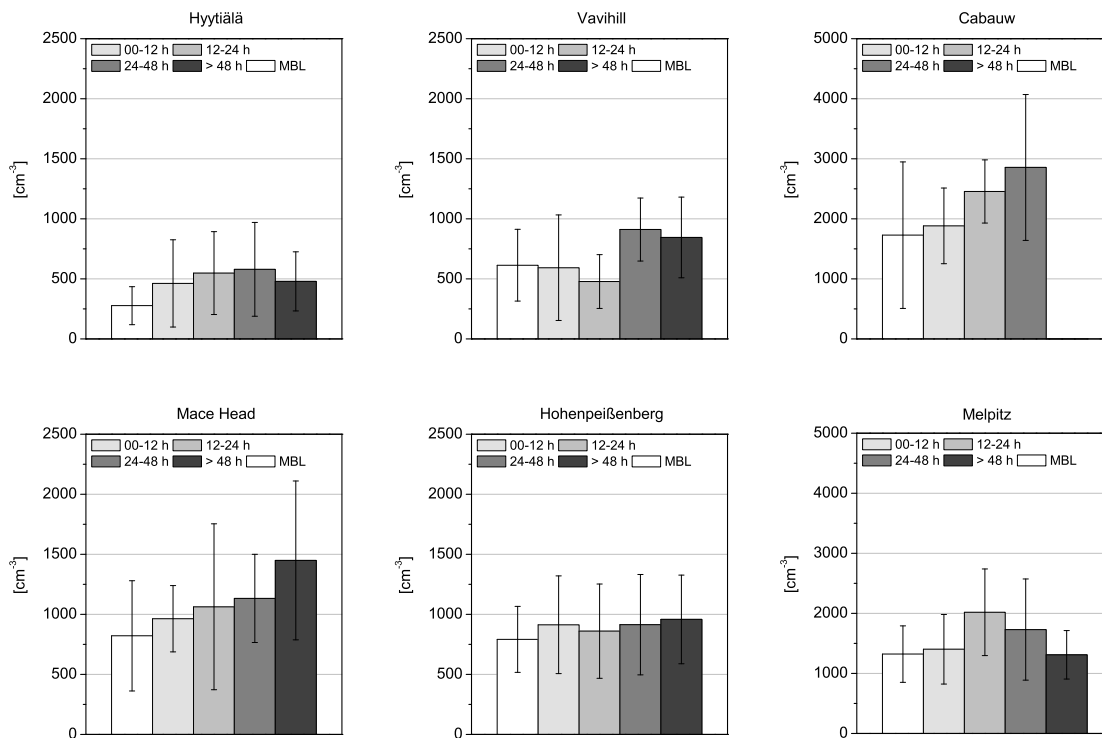 Hyytiälä
2500
2000
1500
1000
500
0
[cm⁻³]
00-12 h 12-24 h
24-48 h > 48 h MBL
Vavihill
2500
2000
1500
1000
500
0
[cm⁻³]
00-12 h 12-24 h
24-48 h > 48 h MBL
Cabauw
5000
4000
3000
2000
1000
0
[cm⁻³]
00-12 h 12-24 h
24-48 h > 48 h MBL
Mace Head
2500
2000
1500
1000
500
0
[cm⁻³]
00-12 h 12-24 h
24-48 h > 48 h MBL
Hohenpeißenberg
2500
2000
1500
1000
500
0
[cm⁻³]
00-12 h 12-24 h
24-48 h > 48 h MBL
Melpitz
5000
4000
3000
2000
1000
0
[cm⁻³]
00-12 h 12-24 h
24-48 h > 48 h MBL